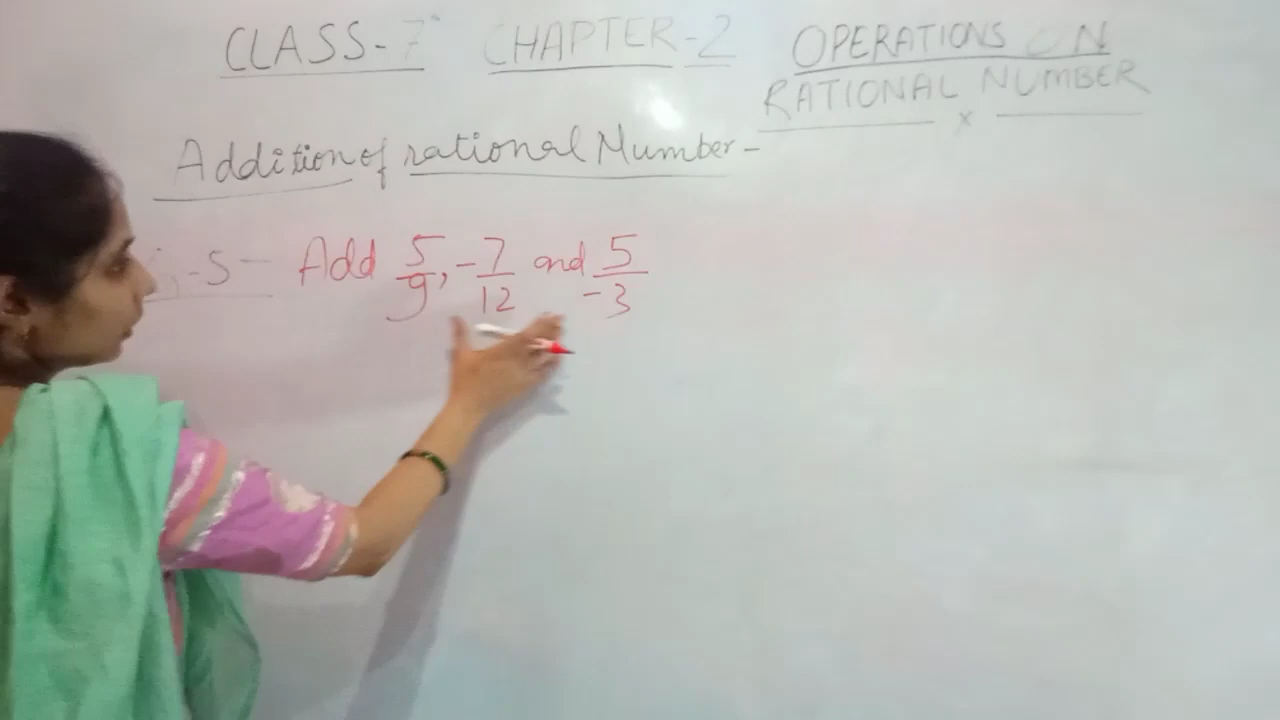 CLASS-7 CHAPTER-2 OPERATIONS ON
RATIONAL NUMBER
x
Addition of rational Number-
-5- Add 5/9, -7/12 and 5/-3